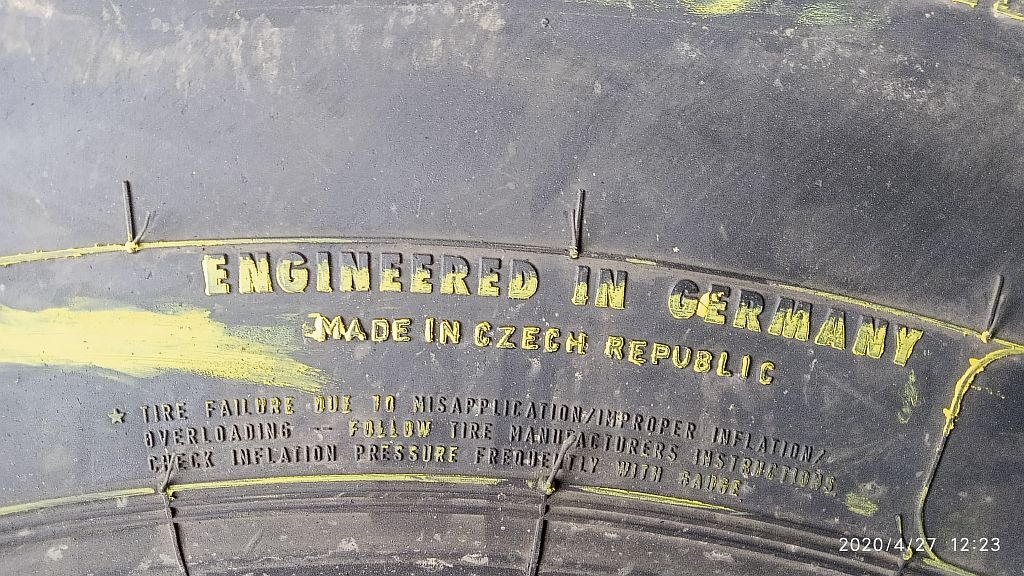 ENGINEERED IN GERMANY
MADE IN CZECH REPUBLIC
TIRE FAILURE DUE TO MISAPPLICATION/IMPROPER INFLATION/
OVERLOADING -- FOLLOW TIRE MANUFACTURERS INSTRUCTIONS.
CHECK INFLATION PRESSURE FREQUENTLY WITH GAUGE
2020/4/27 12:23